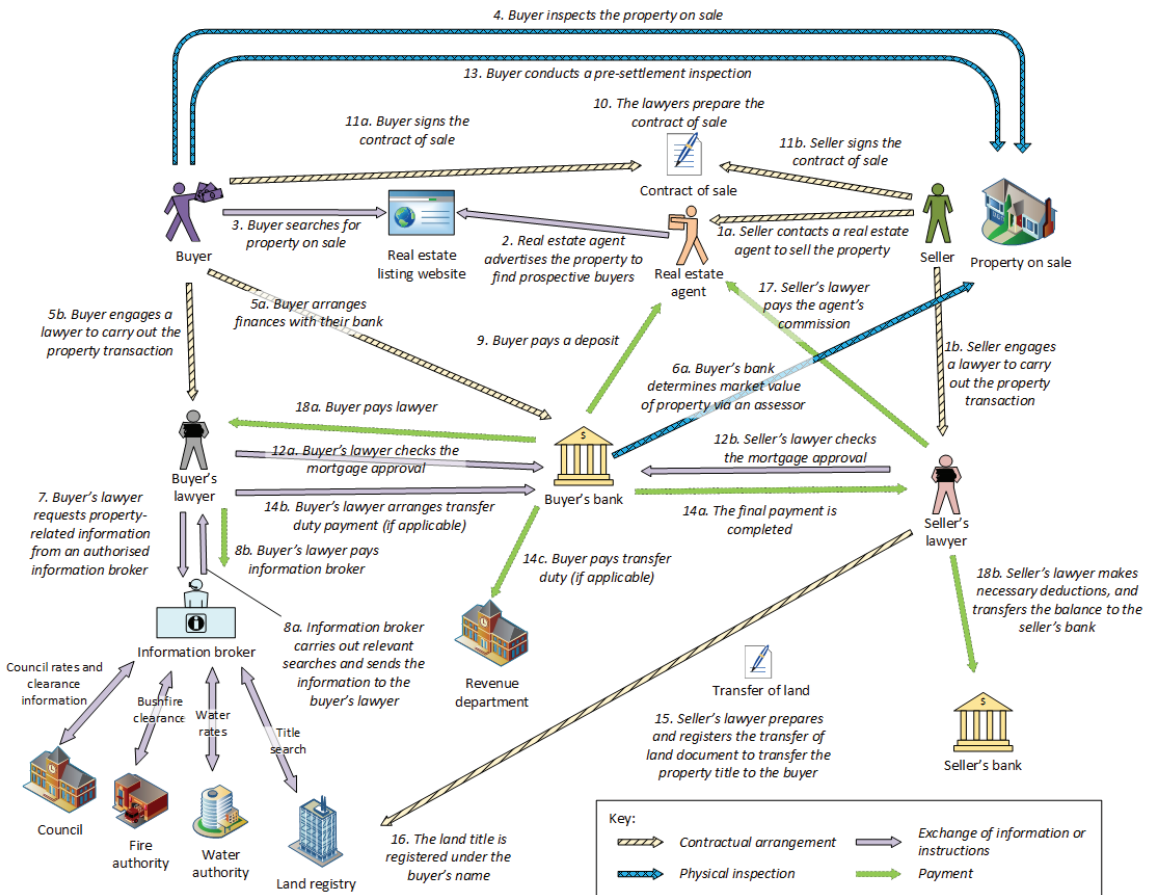 4. Buyer inspects the property on sale
13. Buyer conducts a pre-settlement inspection
10. The lawyers prepare the
contract of sale
11a. Buyer signs the
contract of sale
11b. Seller signs the
contract of sale
Contract of sale
3. Buyer searches for
property on sale
Buyer
Real estate
listing website
2. Real estate agent
advertises the property to
find prospective buyers
Real estate
agent
1a. Seller contacts a real estate
agent to sell the property
Seller
Property on sale
5b. Buyer engages a
lawyer to carry out the
property transaction
5a. Buyer arranges
finances with their bank
9. Buyer pays a deposit
17. Seller's lawyer
pays the agent's
commission
6a. Buyer's bank
determines market value
of property via an assessor
1b. Seller engages
a lawyer to carry
out the property
transaction
18a. Buyer pays lawyer
12a. Buyer's lawyer checks the
mortgage approval
$
12b. Seller's lawyer checks
the mortgage approval
Buyer's
lawyer
14b. Buyer's lawyer arranges transfer
duty payment (if applicable)
Buyer's bank
14a. The final payment is
completed
Seller's
lawyer
7. Buyer's lawyer
requests property-
related information
from an authorised
information broker
8b. Buyer's lawyer pays
information broker
14c. Buyer pays transfer
duty (if applicable)
18b. Seller's lawyer makes
necessary deductions, and
transfers the balance to the
seller's bank
i
Information broker
8a. Information broker
carries out relevant
searches and sends the
information to the
buyer's lawyer
Revenue
department
Council rates and
clearance
information
Bushfire
clearance
Water
rates
Title
search
Transfer of land
15. Seller's lawyer prepares
and registers the transfer of
land document to transfer the
property title to the buyer
$
Seller's bank
Council
Fire
authority
Water
authority
Land registry
16. The land title is
registered under the
buyer's name
Key:
Contractual arrangement
Exchange of information or
instructions
Physical inspection
Payment